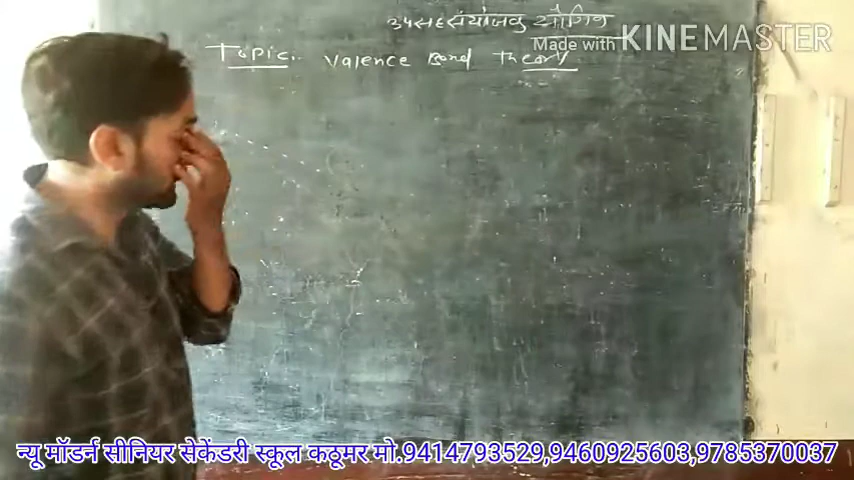 उपसहसंयोजक यौगिक
Made with KINEMASTER
Topic.. Valence Bond Theory
न्यू मॉडर्न सीनियर सेकेंडरी स्कूल कठूमर मो.9414793529,9460925603,9785370037